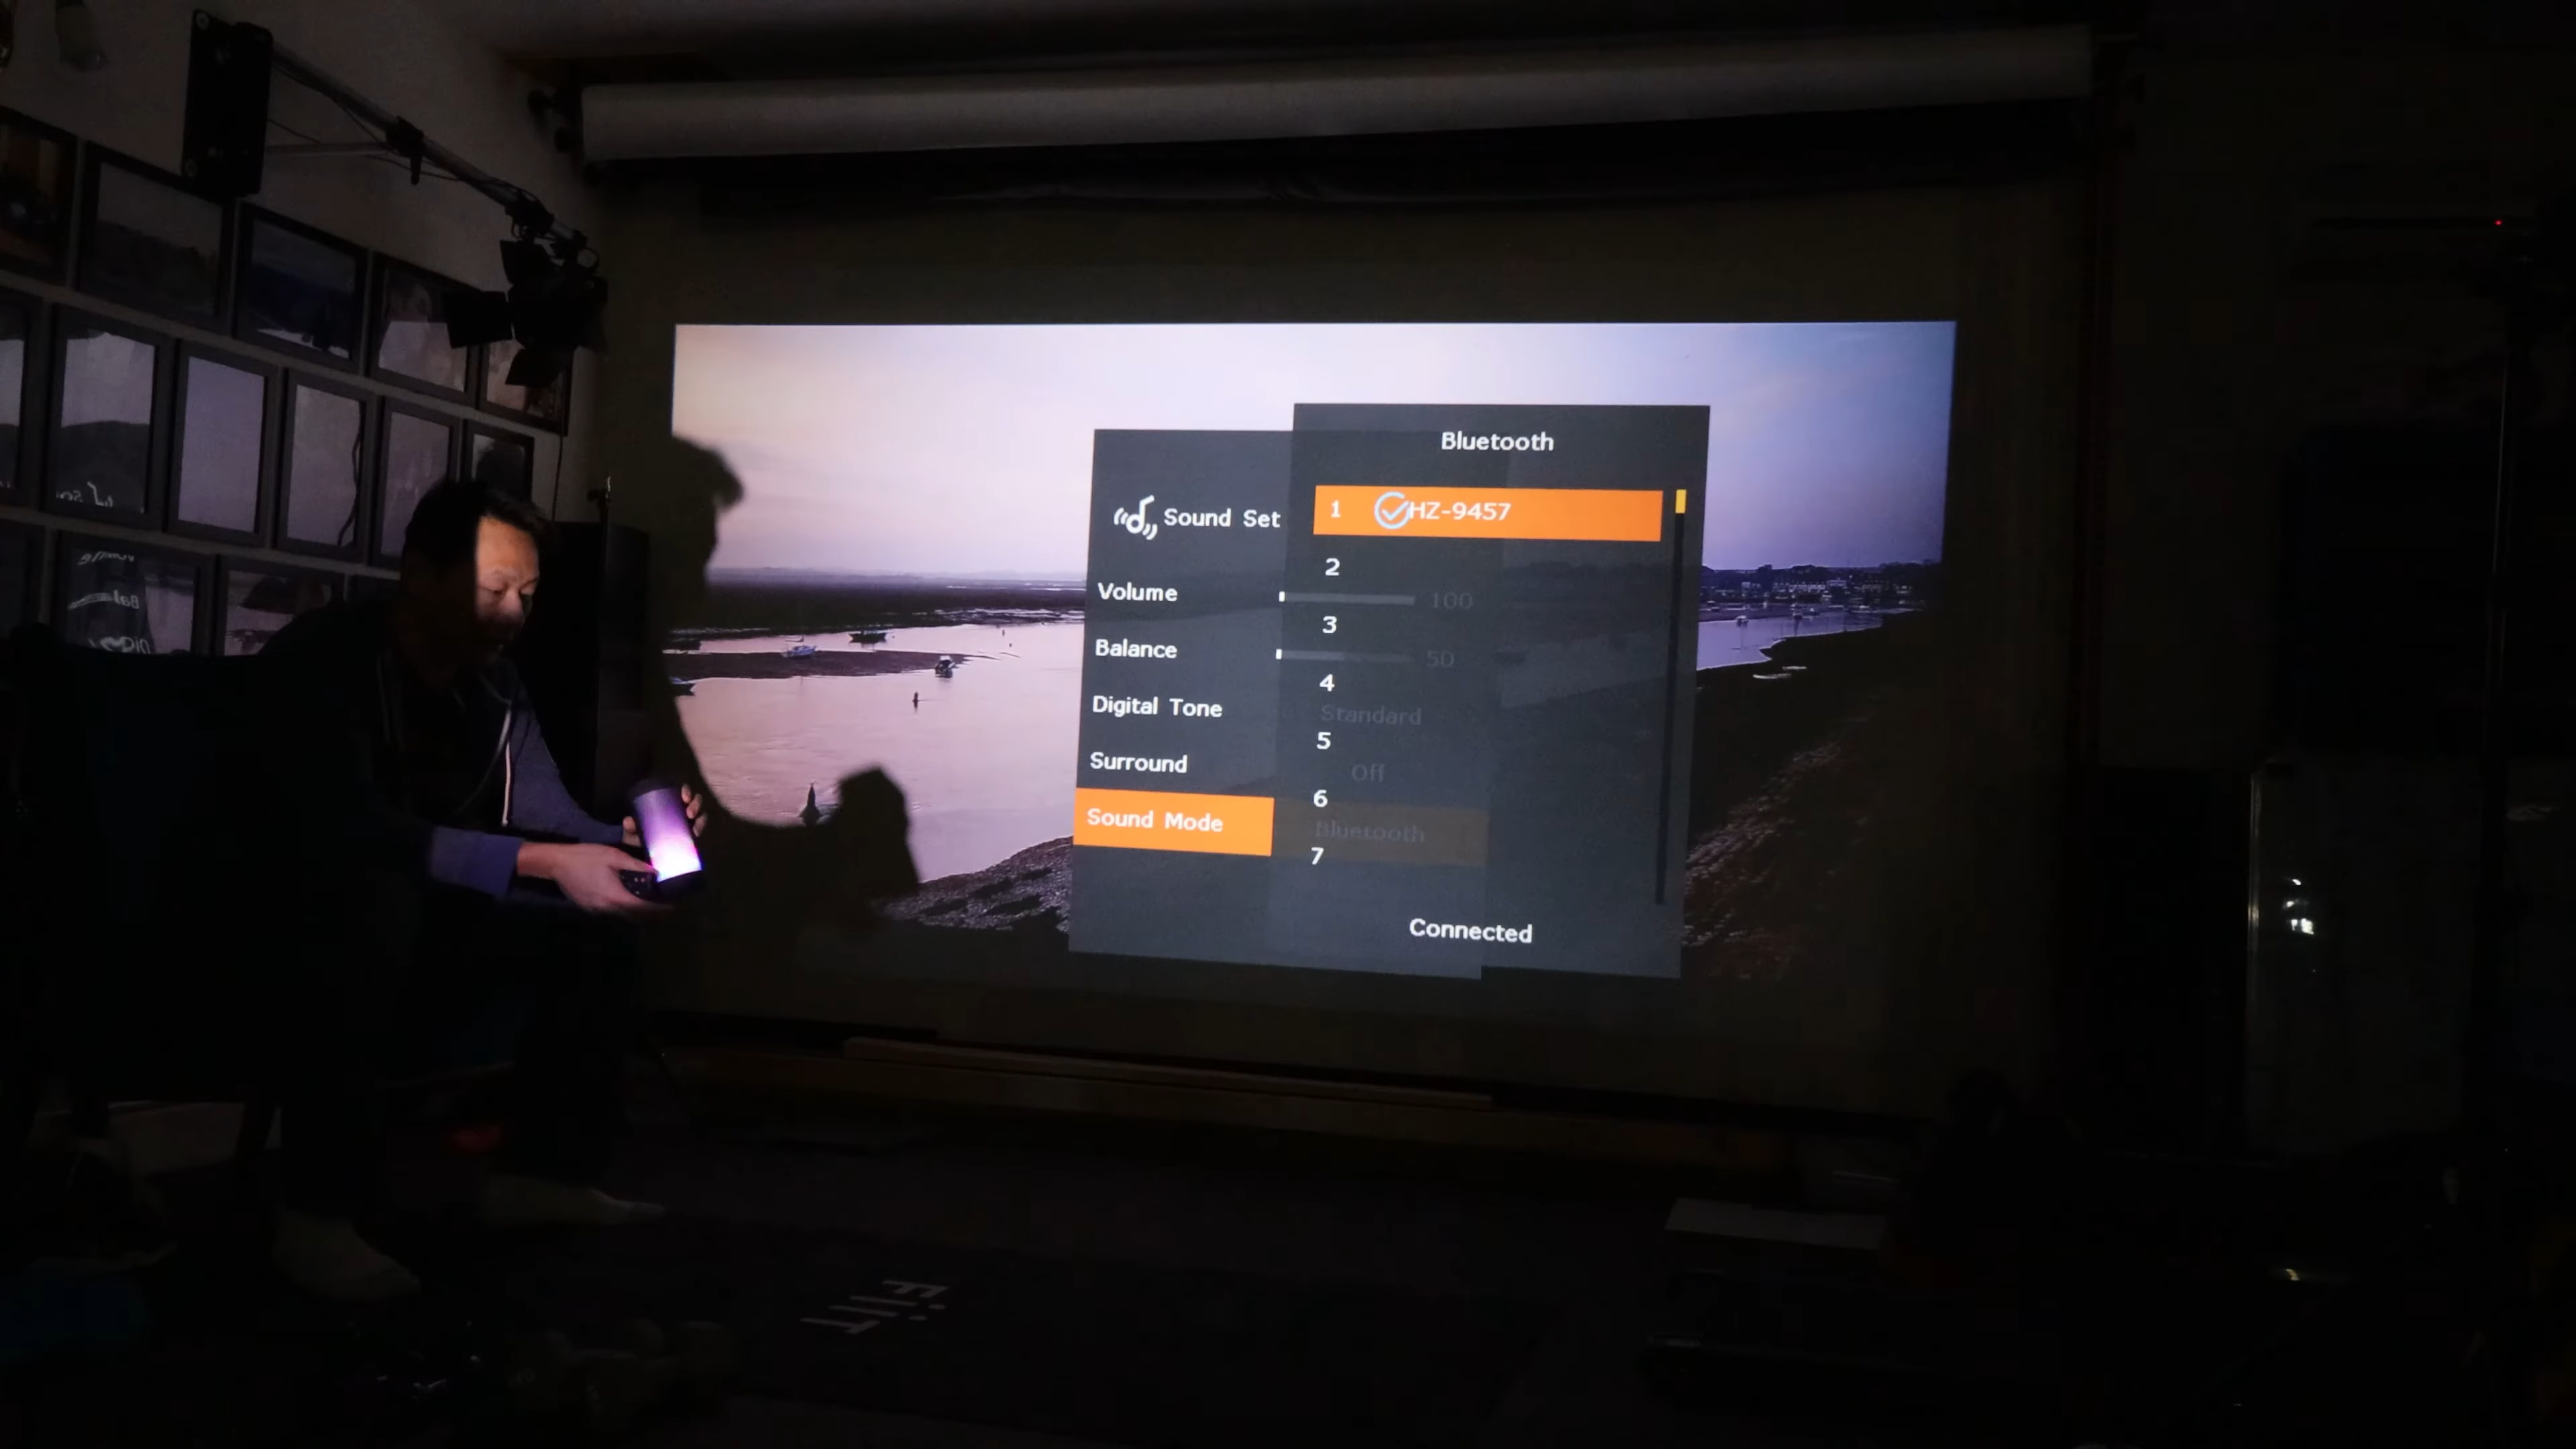 Bluetooth
1 HZ-9457
Sound Set
2
Volume 100
3
Balance 50
4
Digital Tone Standard
5
Surround Off
6
Sound Mode Bluetooth
7
Connected
FiiT